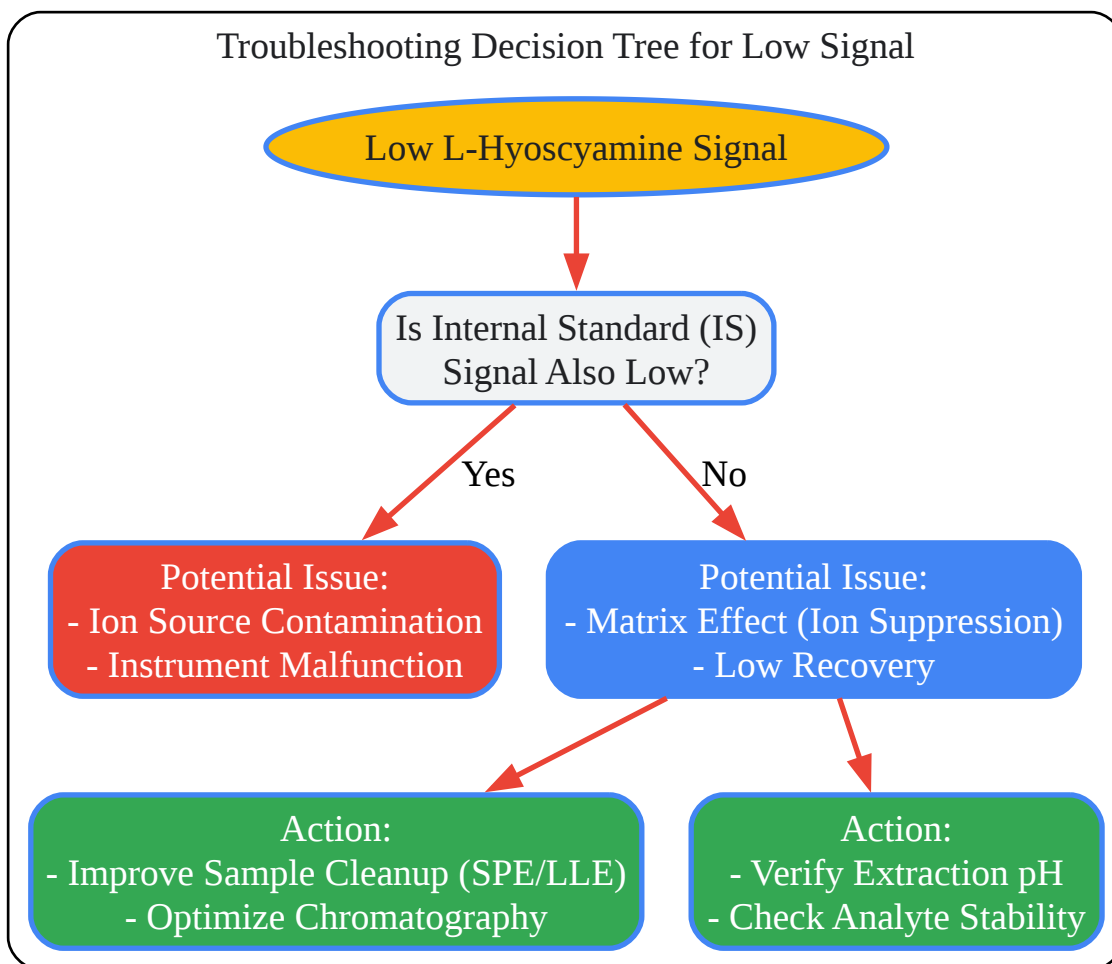 Troubleshooting Decision Tree for Low Signal
Low L-Hyoscyamine Signal
Is Internal Standard (IS)
Signal Also Low?
Yes
No
Potential Issue:
- Ion Source Contamination
- Instrument Malfunction
Potential Issue:
- Matrix Effect (Ion Suppression)
- Low Recovery
Action:
- Improve Sample Cleanup (SPE/LLE)
- Optimize Chromatography
Action:
- Verify Extraction pH
- Check Analyte Stability